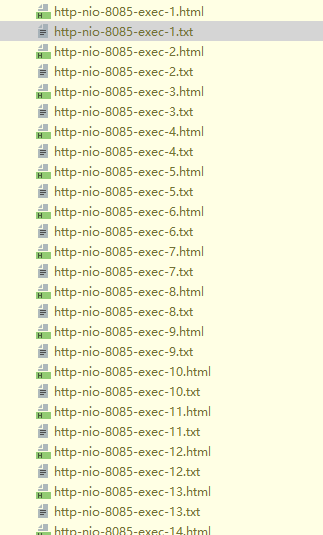 http-nio-8085-exec-1.html
http-nio-8085-exec-1.txt
http-nio-8085-exec-2.html
http-nio-8085-exec-2.txt
http-nio-8085-exec-3.html
http-nio-8085-exec-3.txt
http-nio-8085-exec-4.html
http-nio-8085-exec-4.txt
http-nio-8085-exec-5.html
http-nio-8085-exec-5.txt
http-nio-8085-exec-6.html
http-nio-8085-exec-6.txt
http-nio-8085-exec-7.html
http-nio-8085-exec-7.txt
http-nio-8085-exec-8.html
http-nio-8085-exec-8.txt
http-nio-8085-exec-9.html
http-nio-8085-exec-9.txt
http-nio-8085-exec-10.html
http-nio-8085-exec-10.txt
http-nio-8085-exec-11.html
http-nio-8085-exec-11.txt
http-nio-8085-exec-12.html
http-nio-8085-exec-12.txt
http-nio-8085-exec-13.html
http-nio-8085-exec-13.txt
http-nio-8085-exec-14.html